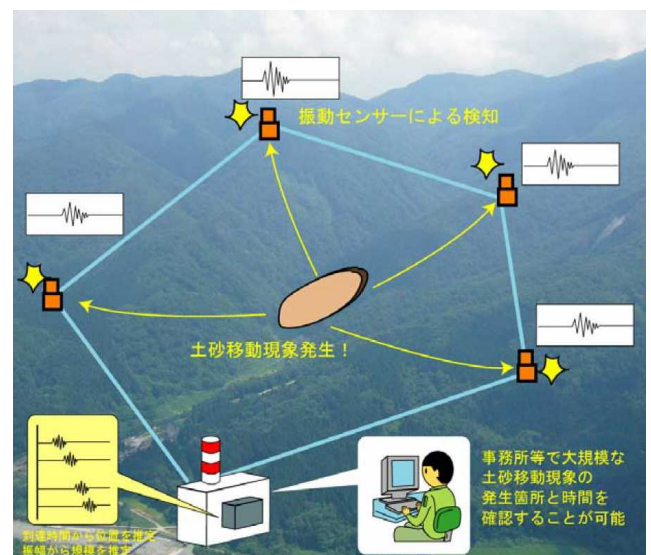 振動センサーによる検知
土砂移動現象発生！
事務所等で大規模な
土砂移動現象の
発生箇所と時間を
確認することが可能
到達時間から位置を推定
振幅から規模を推定